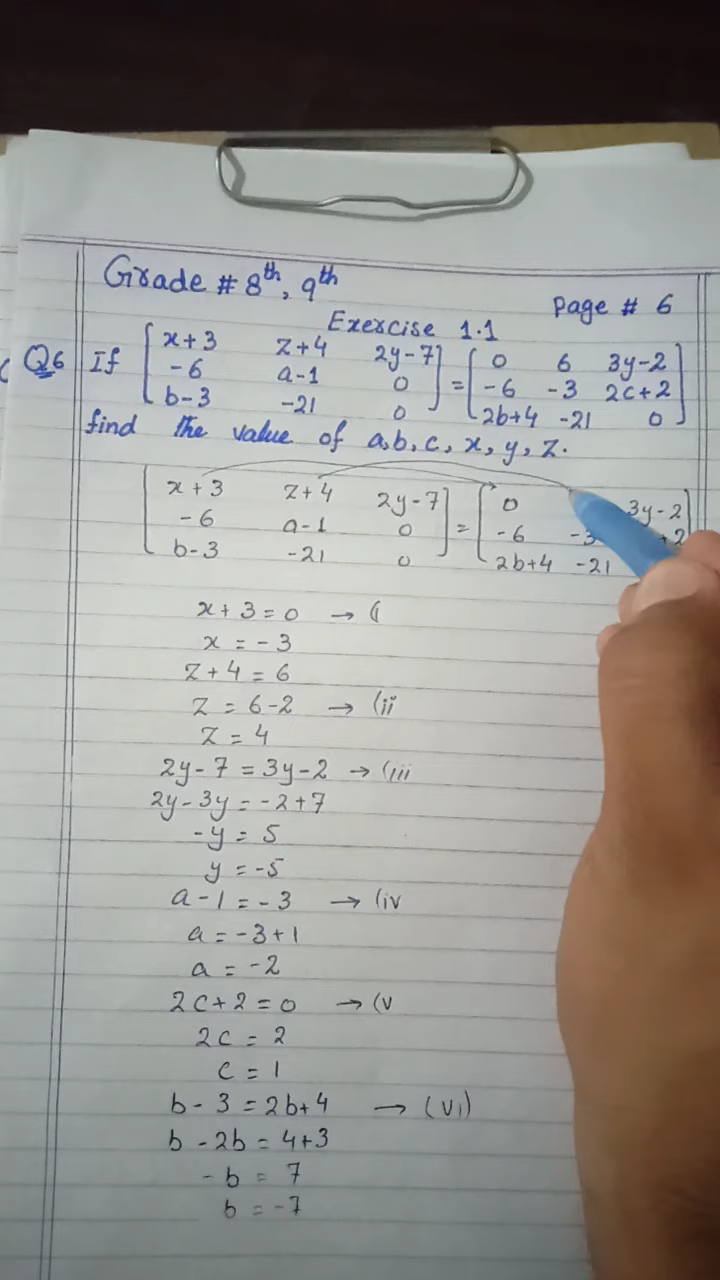 Grade # 8th, 9th
Page # 6
Exercise 1.1
Q6 If [x+3 z+4 2y-7] = [0 6 3y-2]
-6 a-1 0 -6 -3 2c+2
b-3 -21 0 2b+4 -21 0
find the value of a,b,c,x,y,z.
[x+3 z+4 2y-7] = [0 3y-2]
-6 a-1 0 -6 -3 +2
b-3 -21 0 2b+4 -21
x+3=0 → (i
x = -3
z+4 = 6
z = 6-2 → (ii
z = 4
2y-7 = 3y-2 → (iii
2y-3y = -2+7
-y = 5
y = -5
a-1 = -3 → (iv
a = -3+1
a = -2
2c+2 = 0 → (v
2c = 2
c = 1
b-3 = 2b+4 → (vi)
b-2b = 4+3
-b = 7
b = -7